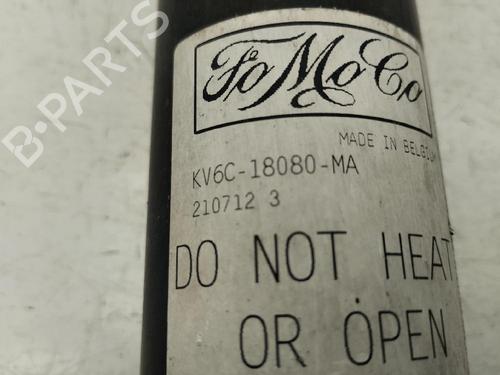 FoMoCo
MADE IN BELGIUM
KV6C-18080-MA
210712 3
DO NOT HEAT
OR OPEN
B-PARTS